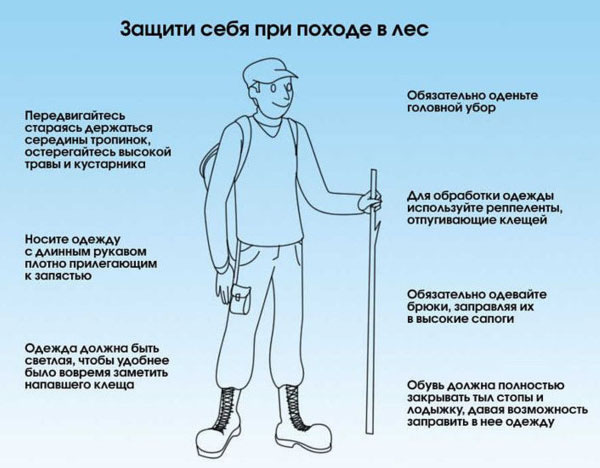 Защити себя при походе в лес
Передвигайтесь
стараясь держаться
середины тропинок,
остерегайтесь высокой
травы и кустарника
Носите одежду
с длинным рукавом
плотно прилегающим
к запястью
Одежда должна быть
светлая, чтобы удобнее
было вовремя заметить
напавшего клеща
Обязательно оденьте
головной убор
Для обработки одежды
используйте реппеленты,
отпугивающие клещей
Обязательно одевайте
брюки, заправляя их
в высокие сапоги
Обувь должна полностью
закрывать тыл стопы и
лодыжку, давая возможность
заправить в нее одежду